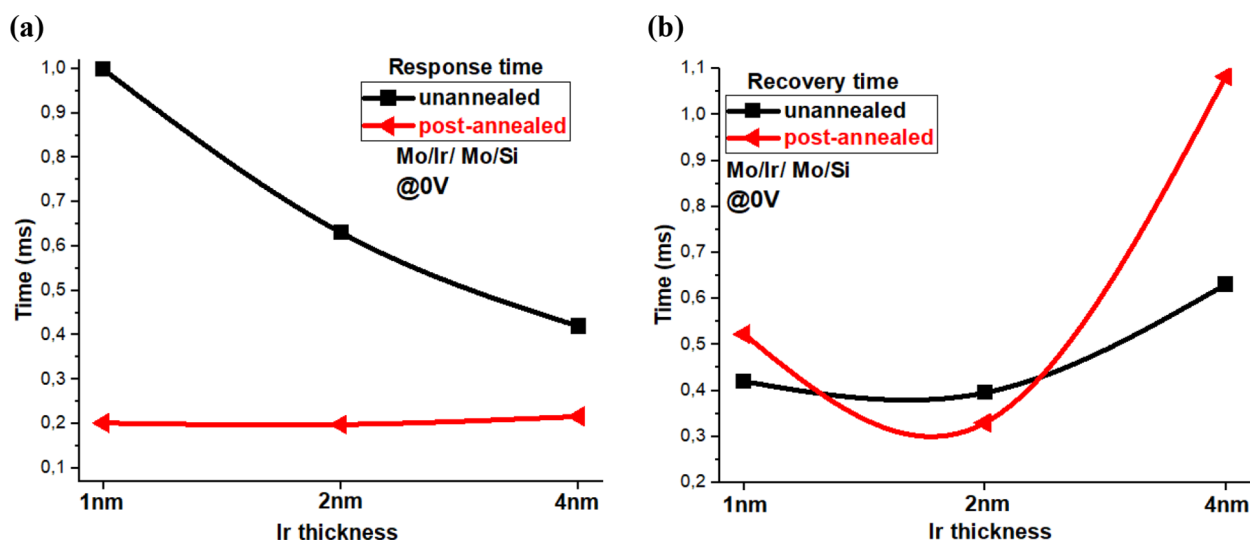 (a)
Response time
unannealed
post-annealed
Mo/Ir/ Mo/Si
@0V
Time (ms)
1,0
0,9
0,8
0,7
0,6
0,5
0,4
0,3
0,2
0,1
1nm
2nm
4nm
Ir thickness
(b)
Recovery time
unannealed
post-annealed
Mo/Ir/ Mo/Si
@0V
Time (ms)
1,1
1,0
0,9
0,8
0,7
0,6
0,5
0,4
0,3
0,2
1nm
2nm
4nm
Ir thickness